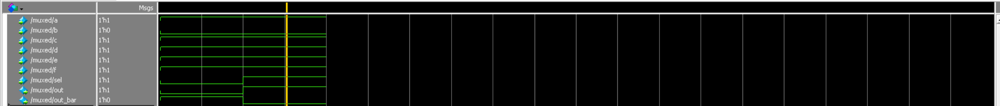 Msgs
/muxed/a 1'h1
/muxed/b 1'h0
/muxed/c 1'h1
/muxed/d 1'h1
/muxed/e 1'h1
/muxed/f 1'h1
/muxed/sel 1'h1
/muxed/out 1'h1
/muxed/out_bar 1'h0